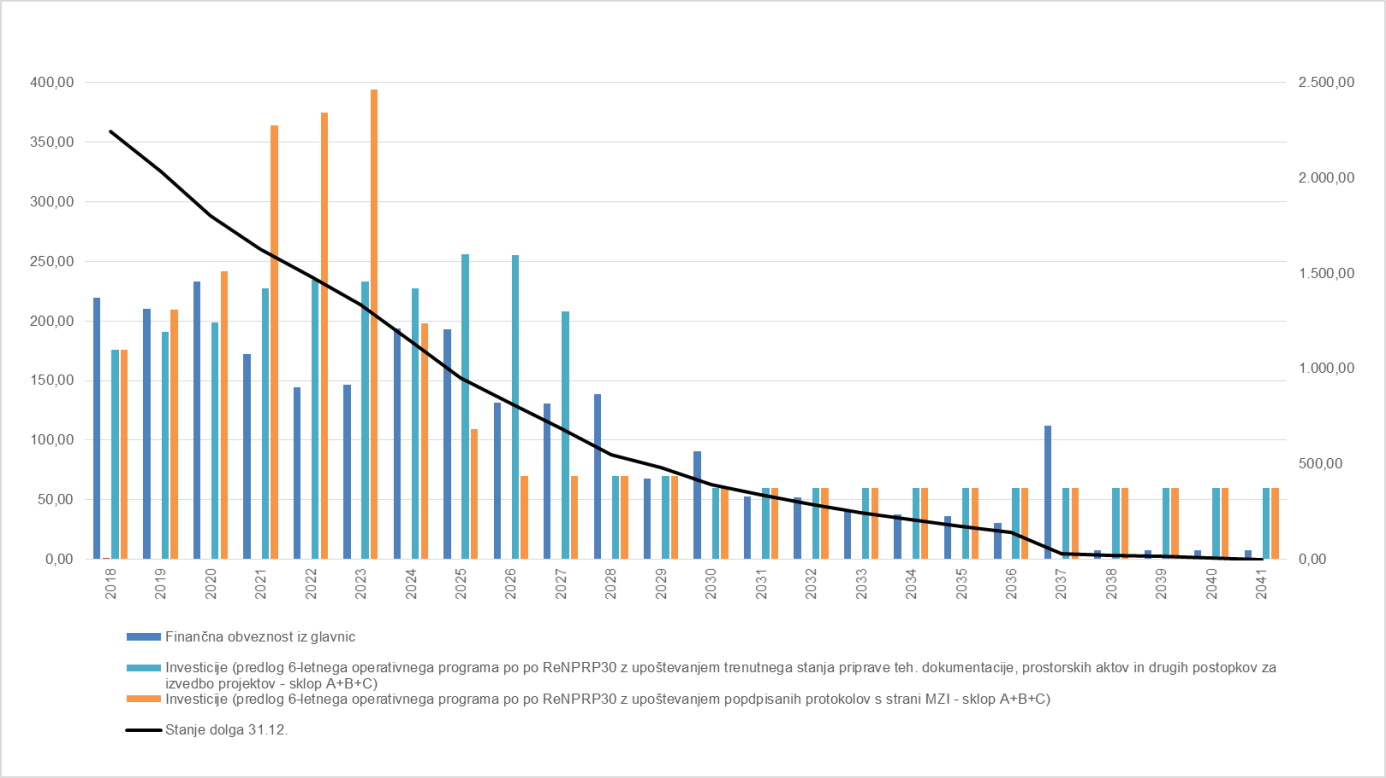 400,00
350,00
300,00
250,00
200,00
150,00
100,00
50,00
0,00
2.500,00
2.000,00
1.500,00
1.000,00
500,00
0,00
2018 2019 2020 2021 2022 2023 2024 2025 2026 2027 2028 2029 2030 2031 2032 2033 2034 2035 2036 2037 2038 2039 2040 2041
Finančna obveznost iz glavnic
Investicije (predlog 6-letnega operativnega programa po po ReNPRP30 z upoštevanjem trenutnega stanja priprave teh. dokumentacije, prostorskih aktov in drugih postopkov za
izvedbo projektov - sklop A+B+C)
Investicije (predlog 6-letnega operativnega programa po po ReNPRP30 z upoštevanjem popdpisanih protokolov s strani MZI - sklop A+B+C)
Stanje dolga 31.12.